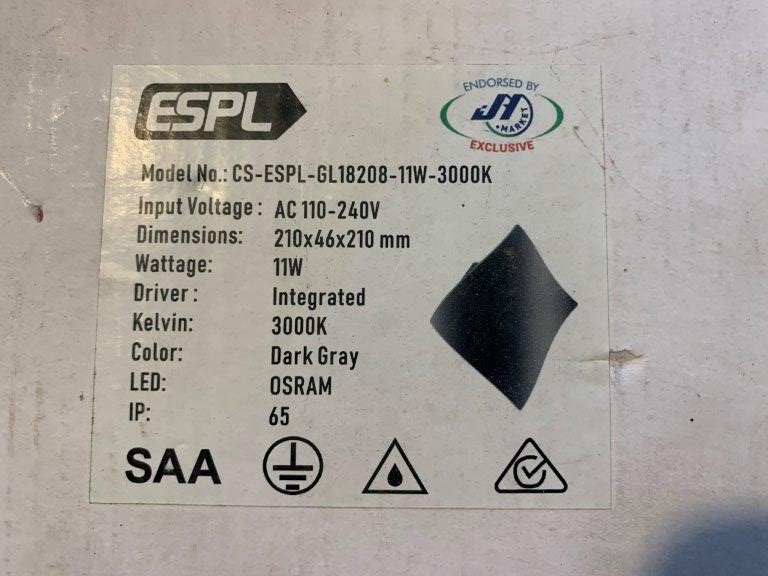 ESPL
ENDORSED BY
JH
MARKET
EXCLUSIVE
Model No.: CS-ESPL-GL18208-11W-3000K
Input Voltage : AC 110-240V
Dimensions: 210x46x210 mm
Wattage: 11W
Driver : Integrated
Kelvin: 3000K
Color: Dark Gray
LED: OSRAM
IP: 65
SAA